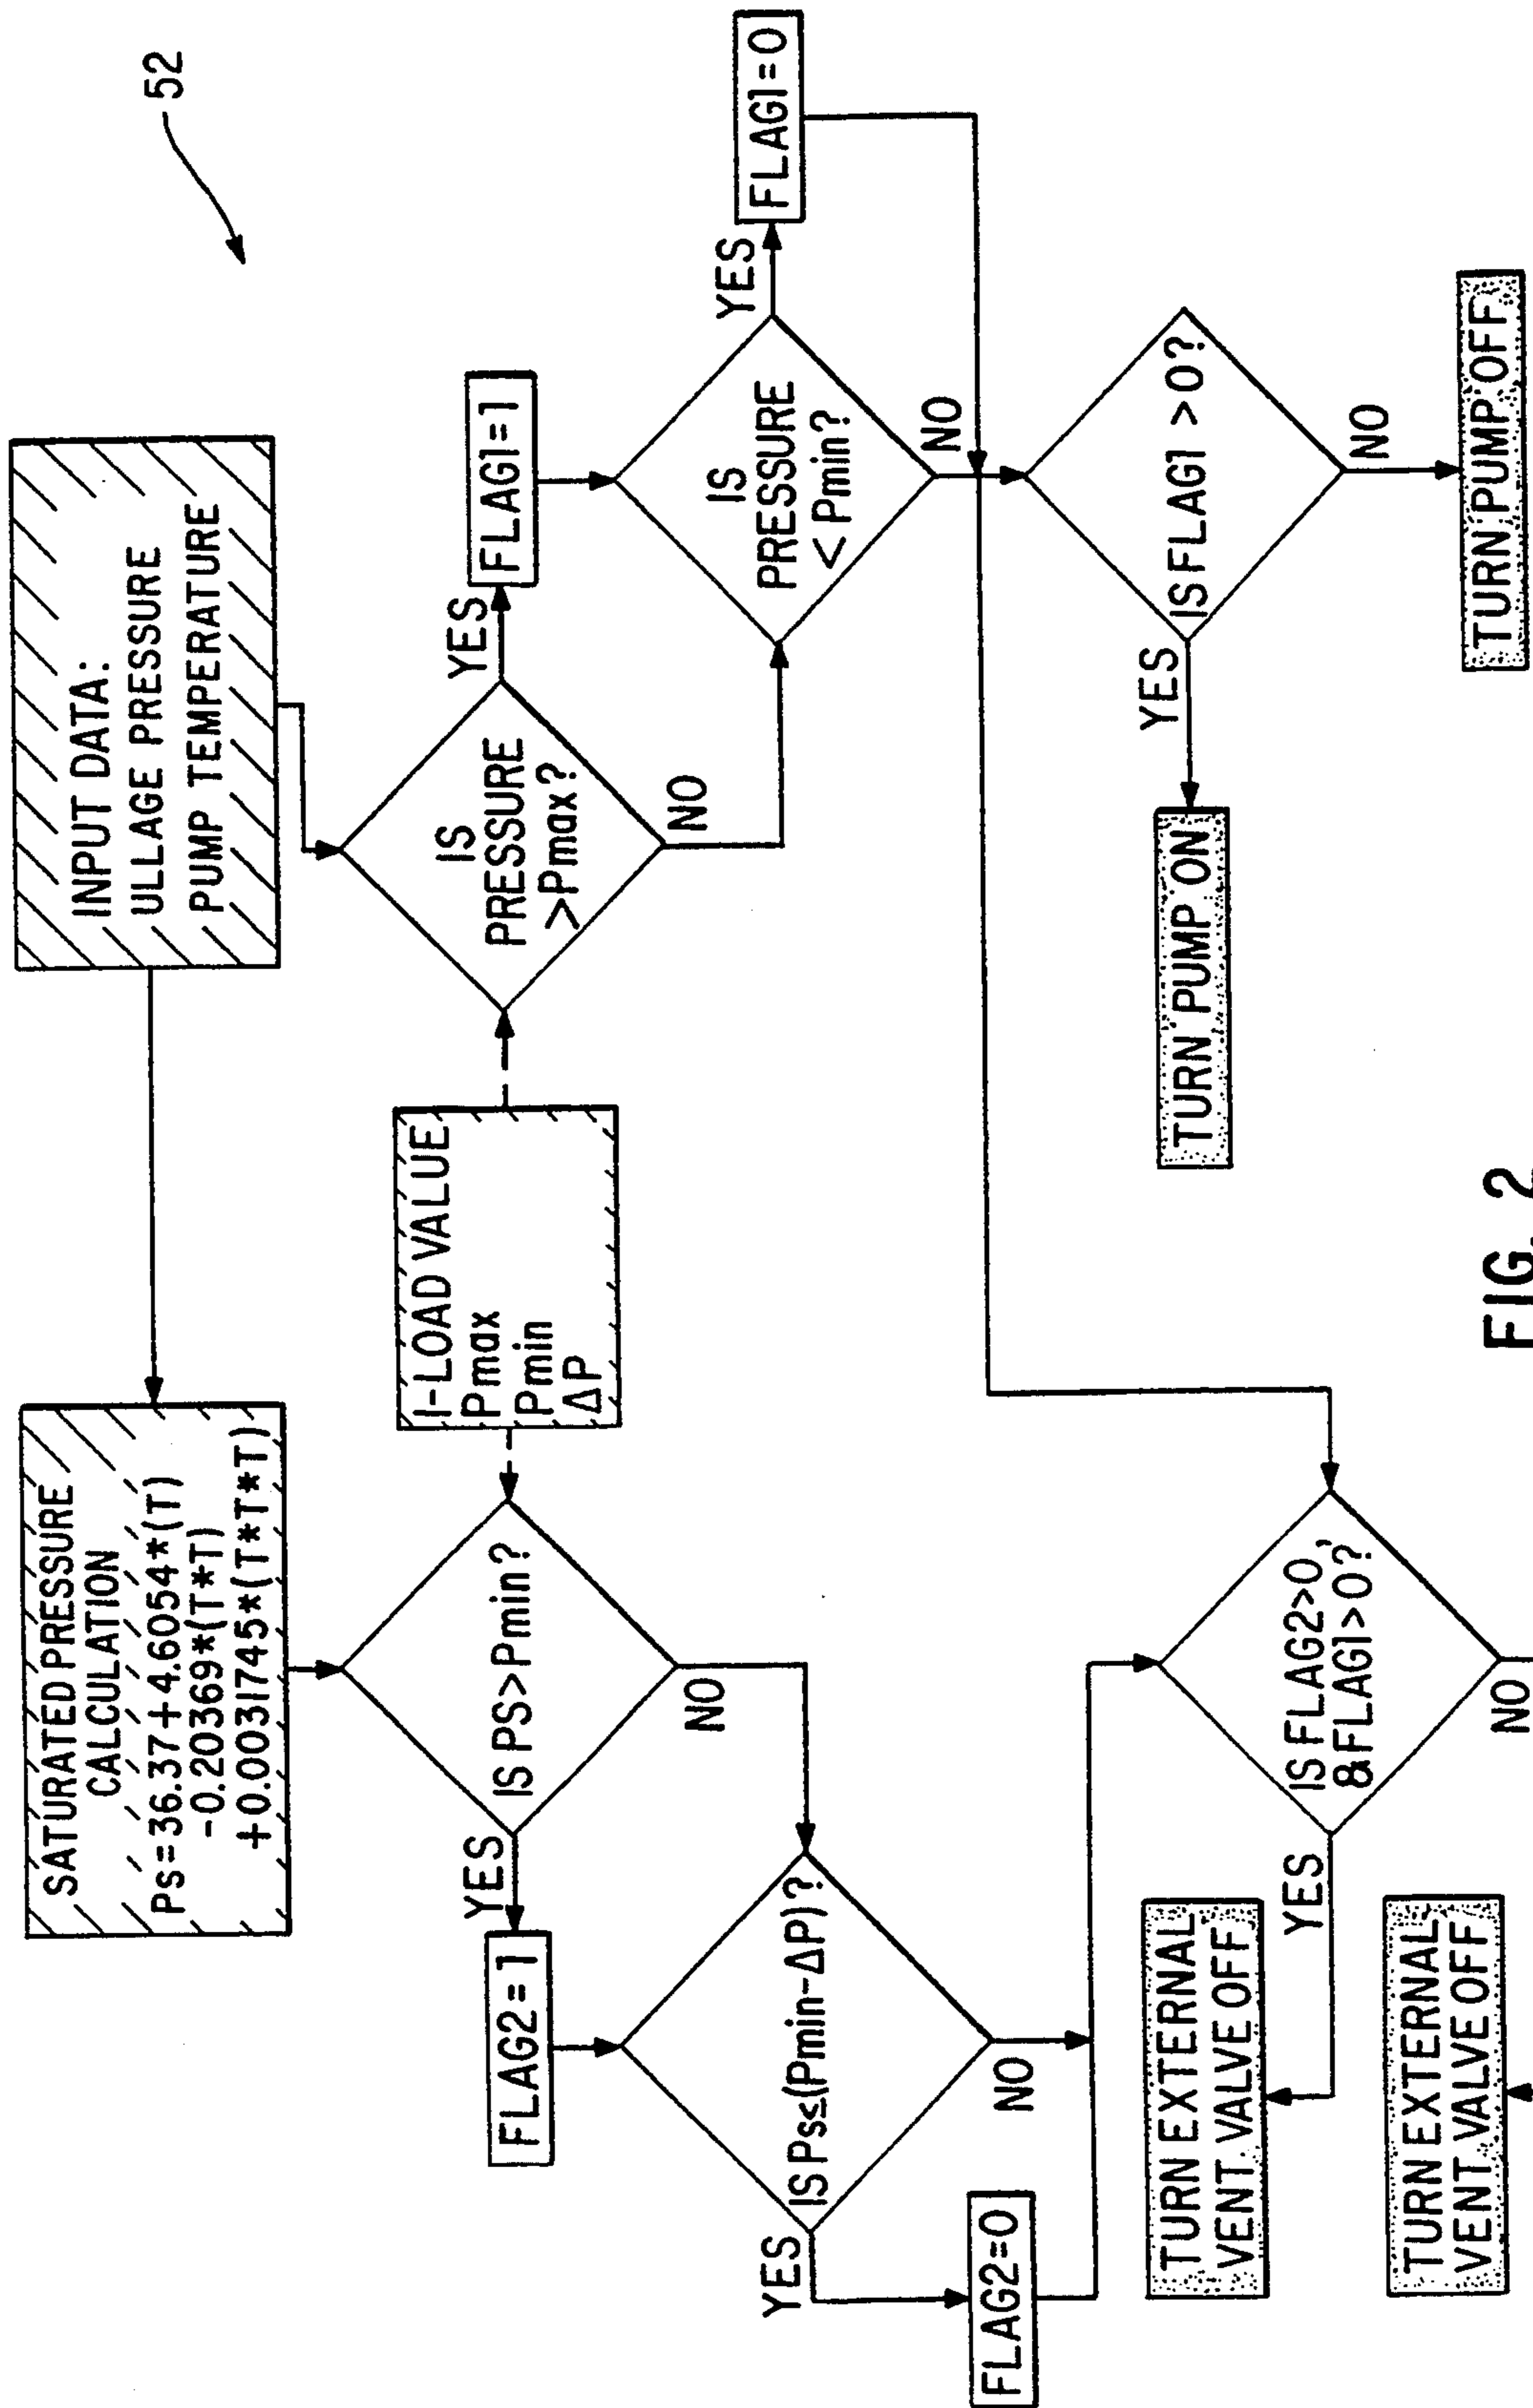 52
INPUT DATA:
ULLAGE PRESSURE
PUMP TEMPERATURE
SATURATED PRESSURE
CALCULATION
Ps=36.37+4.6054*(T)
-0.20369*(T*T)
+0.0031745*(T*T*T)
I-LOAD VALUE
Pmax
Pmin
ΔP
IS
PRESSURE
>Pmax?
YES
NO
FLAG1=1
IS
PRESSURE
<Pmin?
YES
NO
FLAG1=0
IS PS>Pmin?
YES
NO
FLAG2=1
IS Ps≤(Pmin-ΔP)?
YES
NO
FLAG2=0
IS FLAG1 >0?
YES
NO
TURN PUMP ON
TURN PUMP OFF
IS FLAG2>0,
&FLAG1>0?
YES
NO
TURN EXTERNAL
VENT VALVE OFF
TURN EXTERNAL
VENT VALVE OFF
FIG. 2